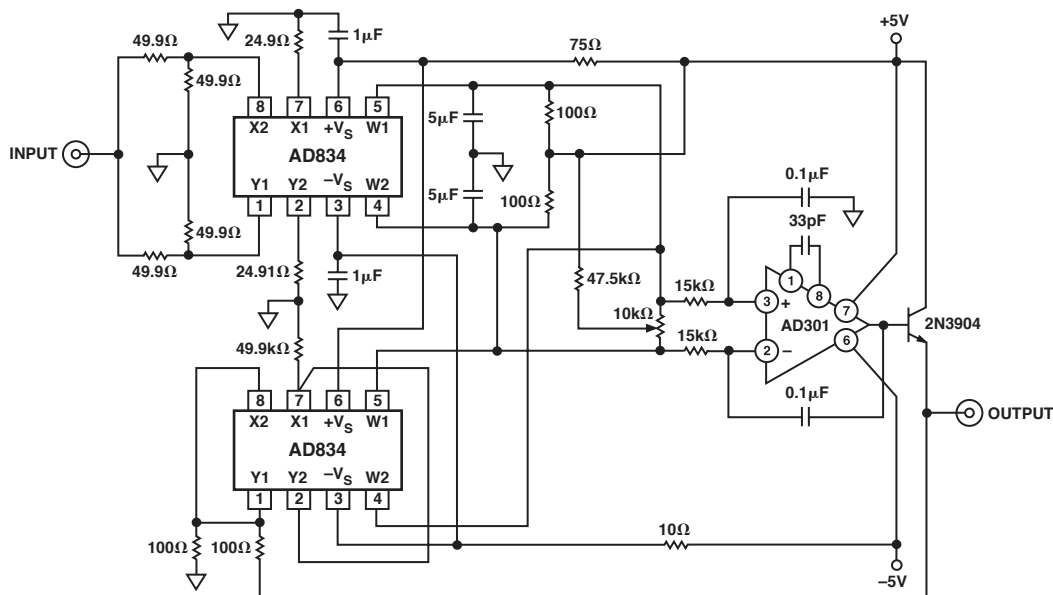 +5V
49.9Ω
24.9Ω
1µF
75Ω
49.9Ω
8 7 6 5
X2 X1 +VS W1
AD834
Y1 Y2 –VS W2
1 2 3 4
INPUT
5µF
100Ω
5µF
100Ω
0.1µF
33pF
49.9Ω
49.9Ω
24.91Ω
1µF
47.5kΩ
15kΩ
10kΩ
15kΩ
1
8
3 +
7
AD301
2 –
6
2N3904
49.9kΩ
0.1µF
OUTPUT
8 7 6 5
X2 X1 +VS W1
AD834
Y1 Y2 –VS W2
1 2 3 4
100Ω
100Ω
10Ω
–5V